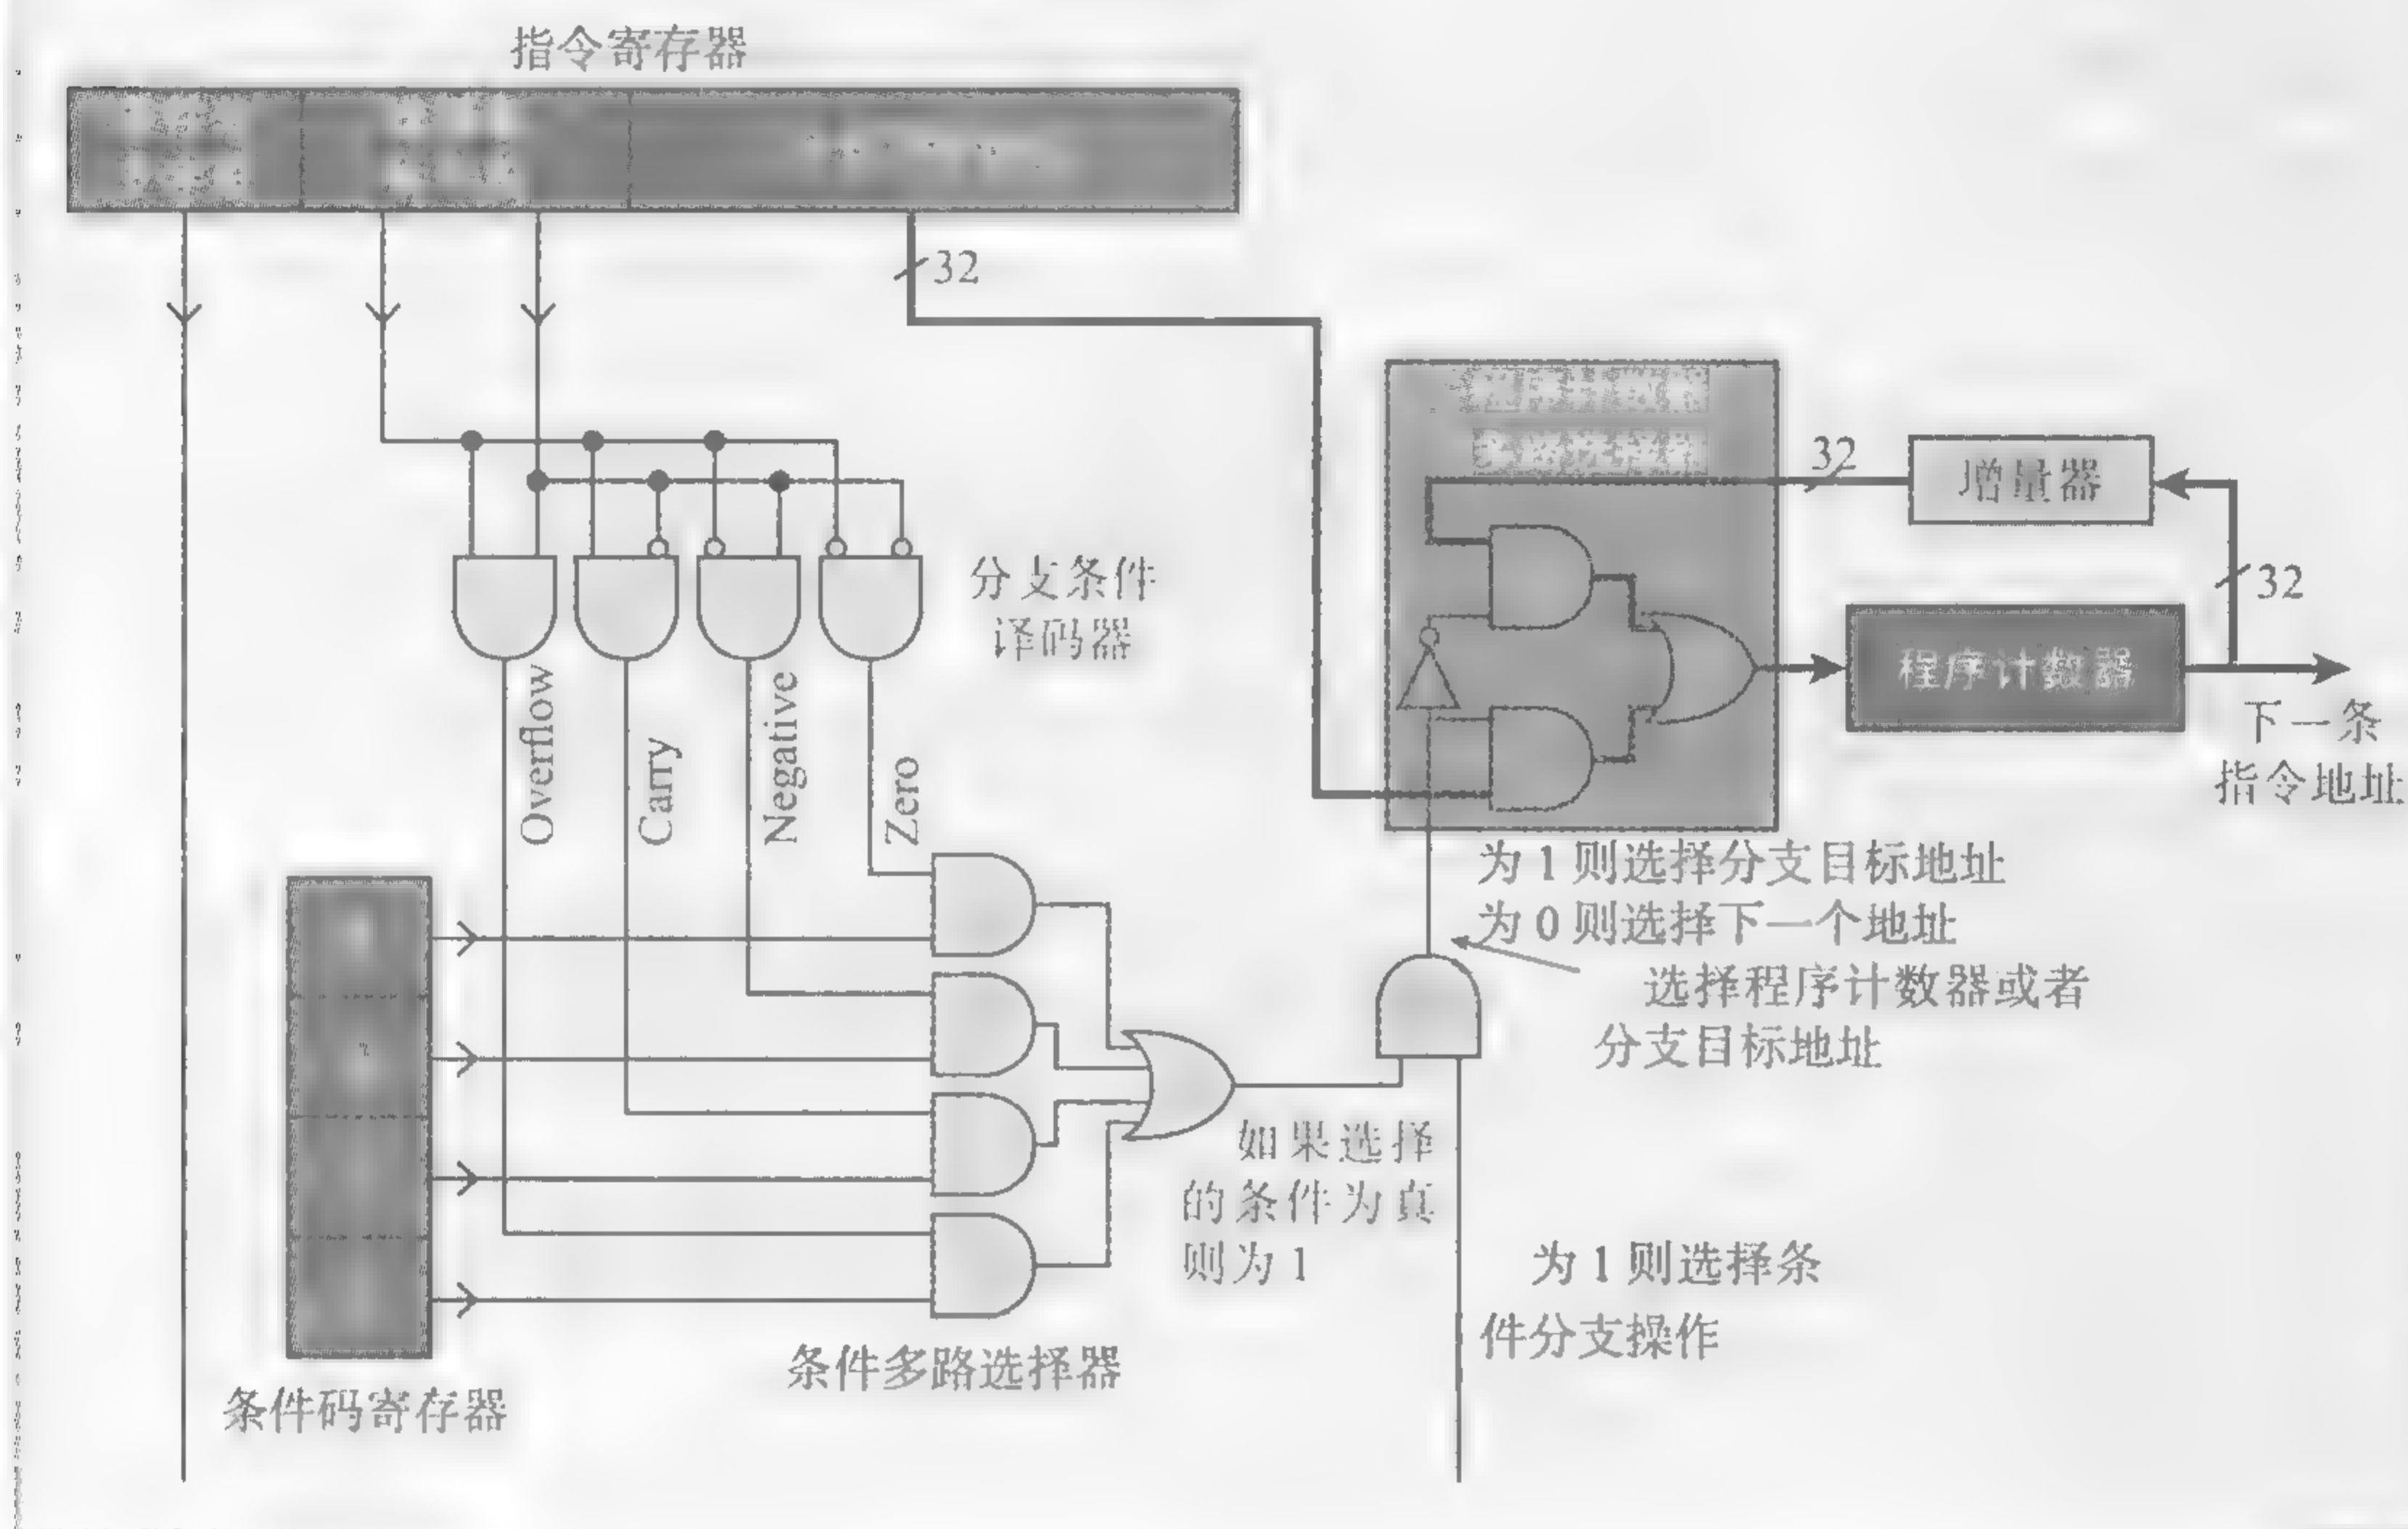 指令寄存器
32
32
增量器
32
程序计数器
下一条
指令地址
分支条件
译码器
Overflow
Carry
Negative
Zero
为1则选择分支目标地址
为0则选择下一个地址
选择程序计数器或者
分支目标地址
如果选择
的条件为真
则为1
为1则选择条
件分支操作
条件多路选择器
条件码寄存器